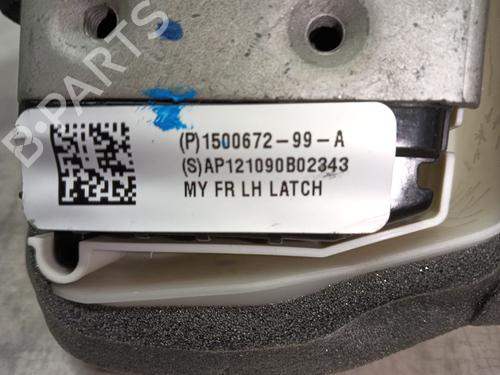 B-PARTS
(P)1500672-99-A
(S)AP121090B02343
MY FR LH LATCH